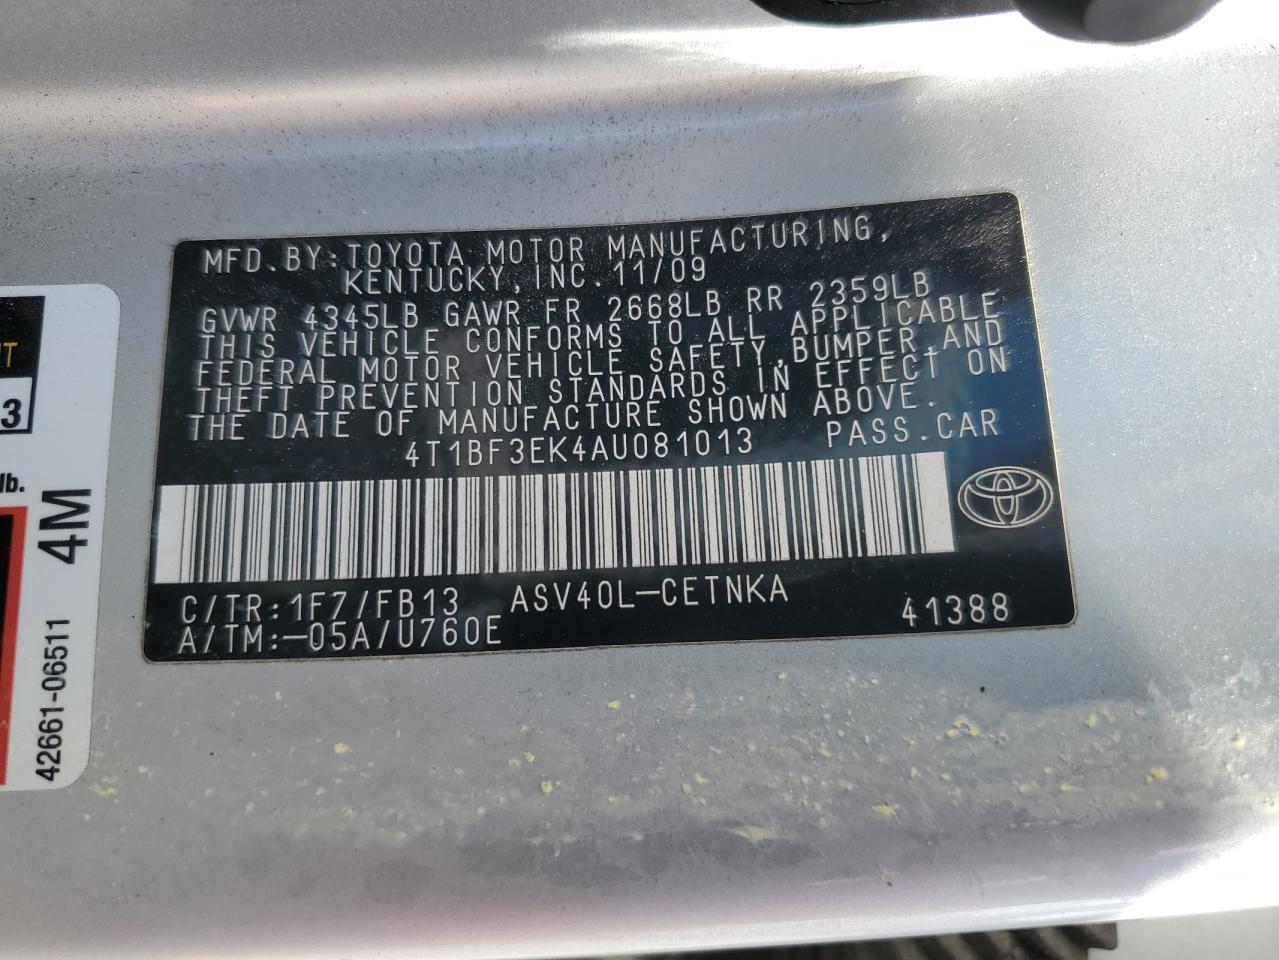 MFD.BY:TOYOTA MOTOR MANUFACTURING,
KENTUCKY,INC.11/09
GVWR 4345LB GAWR FR 2668LB RR 2359LB
THIS VEHICLE CONFORMS TO ALL APPLICABLE
FEDERAL MOTOR VEHICLE SAFETY,BUMPER,AND
THEFT PREVENTION STANDARDS IN EFFECT ON
THE DATE OF MANUFACTURE SHOWN ABOVE.
4T1BF3EK4AU081013 PASS.CAR
C/TR:1F7/FB13 ASV40L-CETNKA
A/TM:-05A/U760E 41388
3
lb.
4M
42661-06511